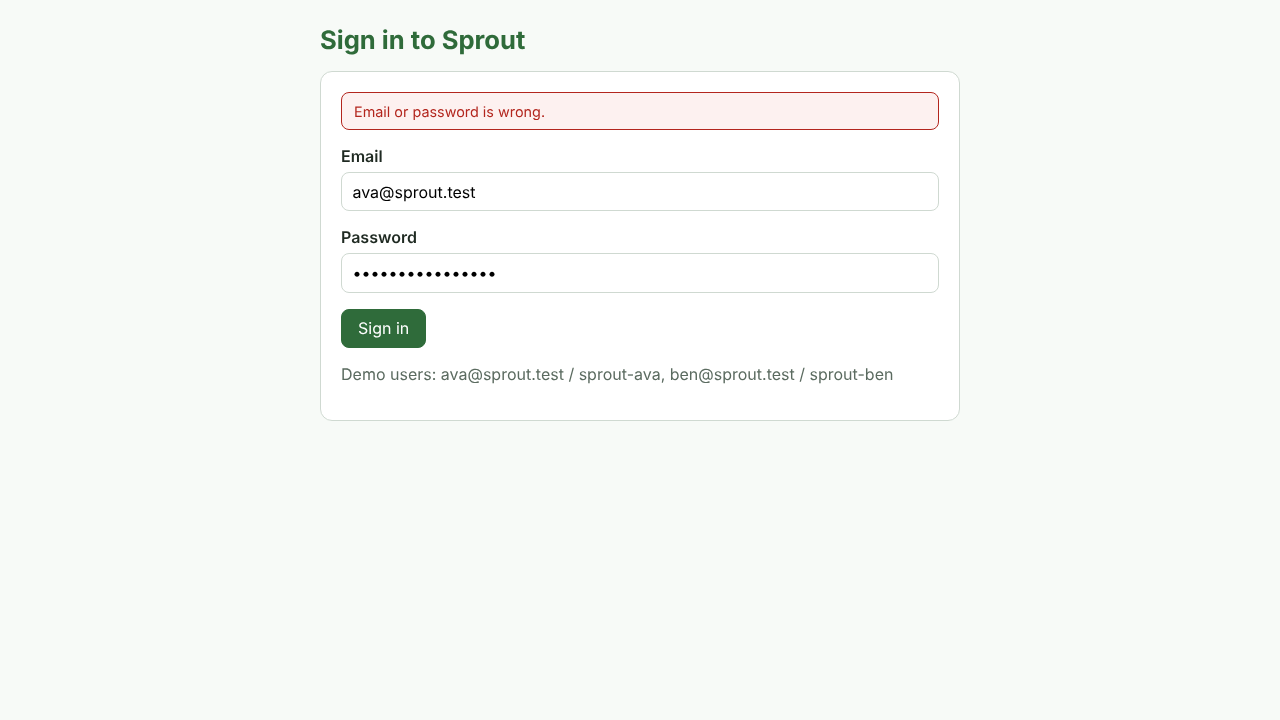 Sign in to Sprout
Email or password is wrong.
Email
ava@sprout.test
Password
••••••••••••••••
Sign in
Demo users: ava@sprout.test / sprout-ava, ben@sprout.test / sprout-ben